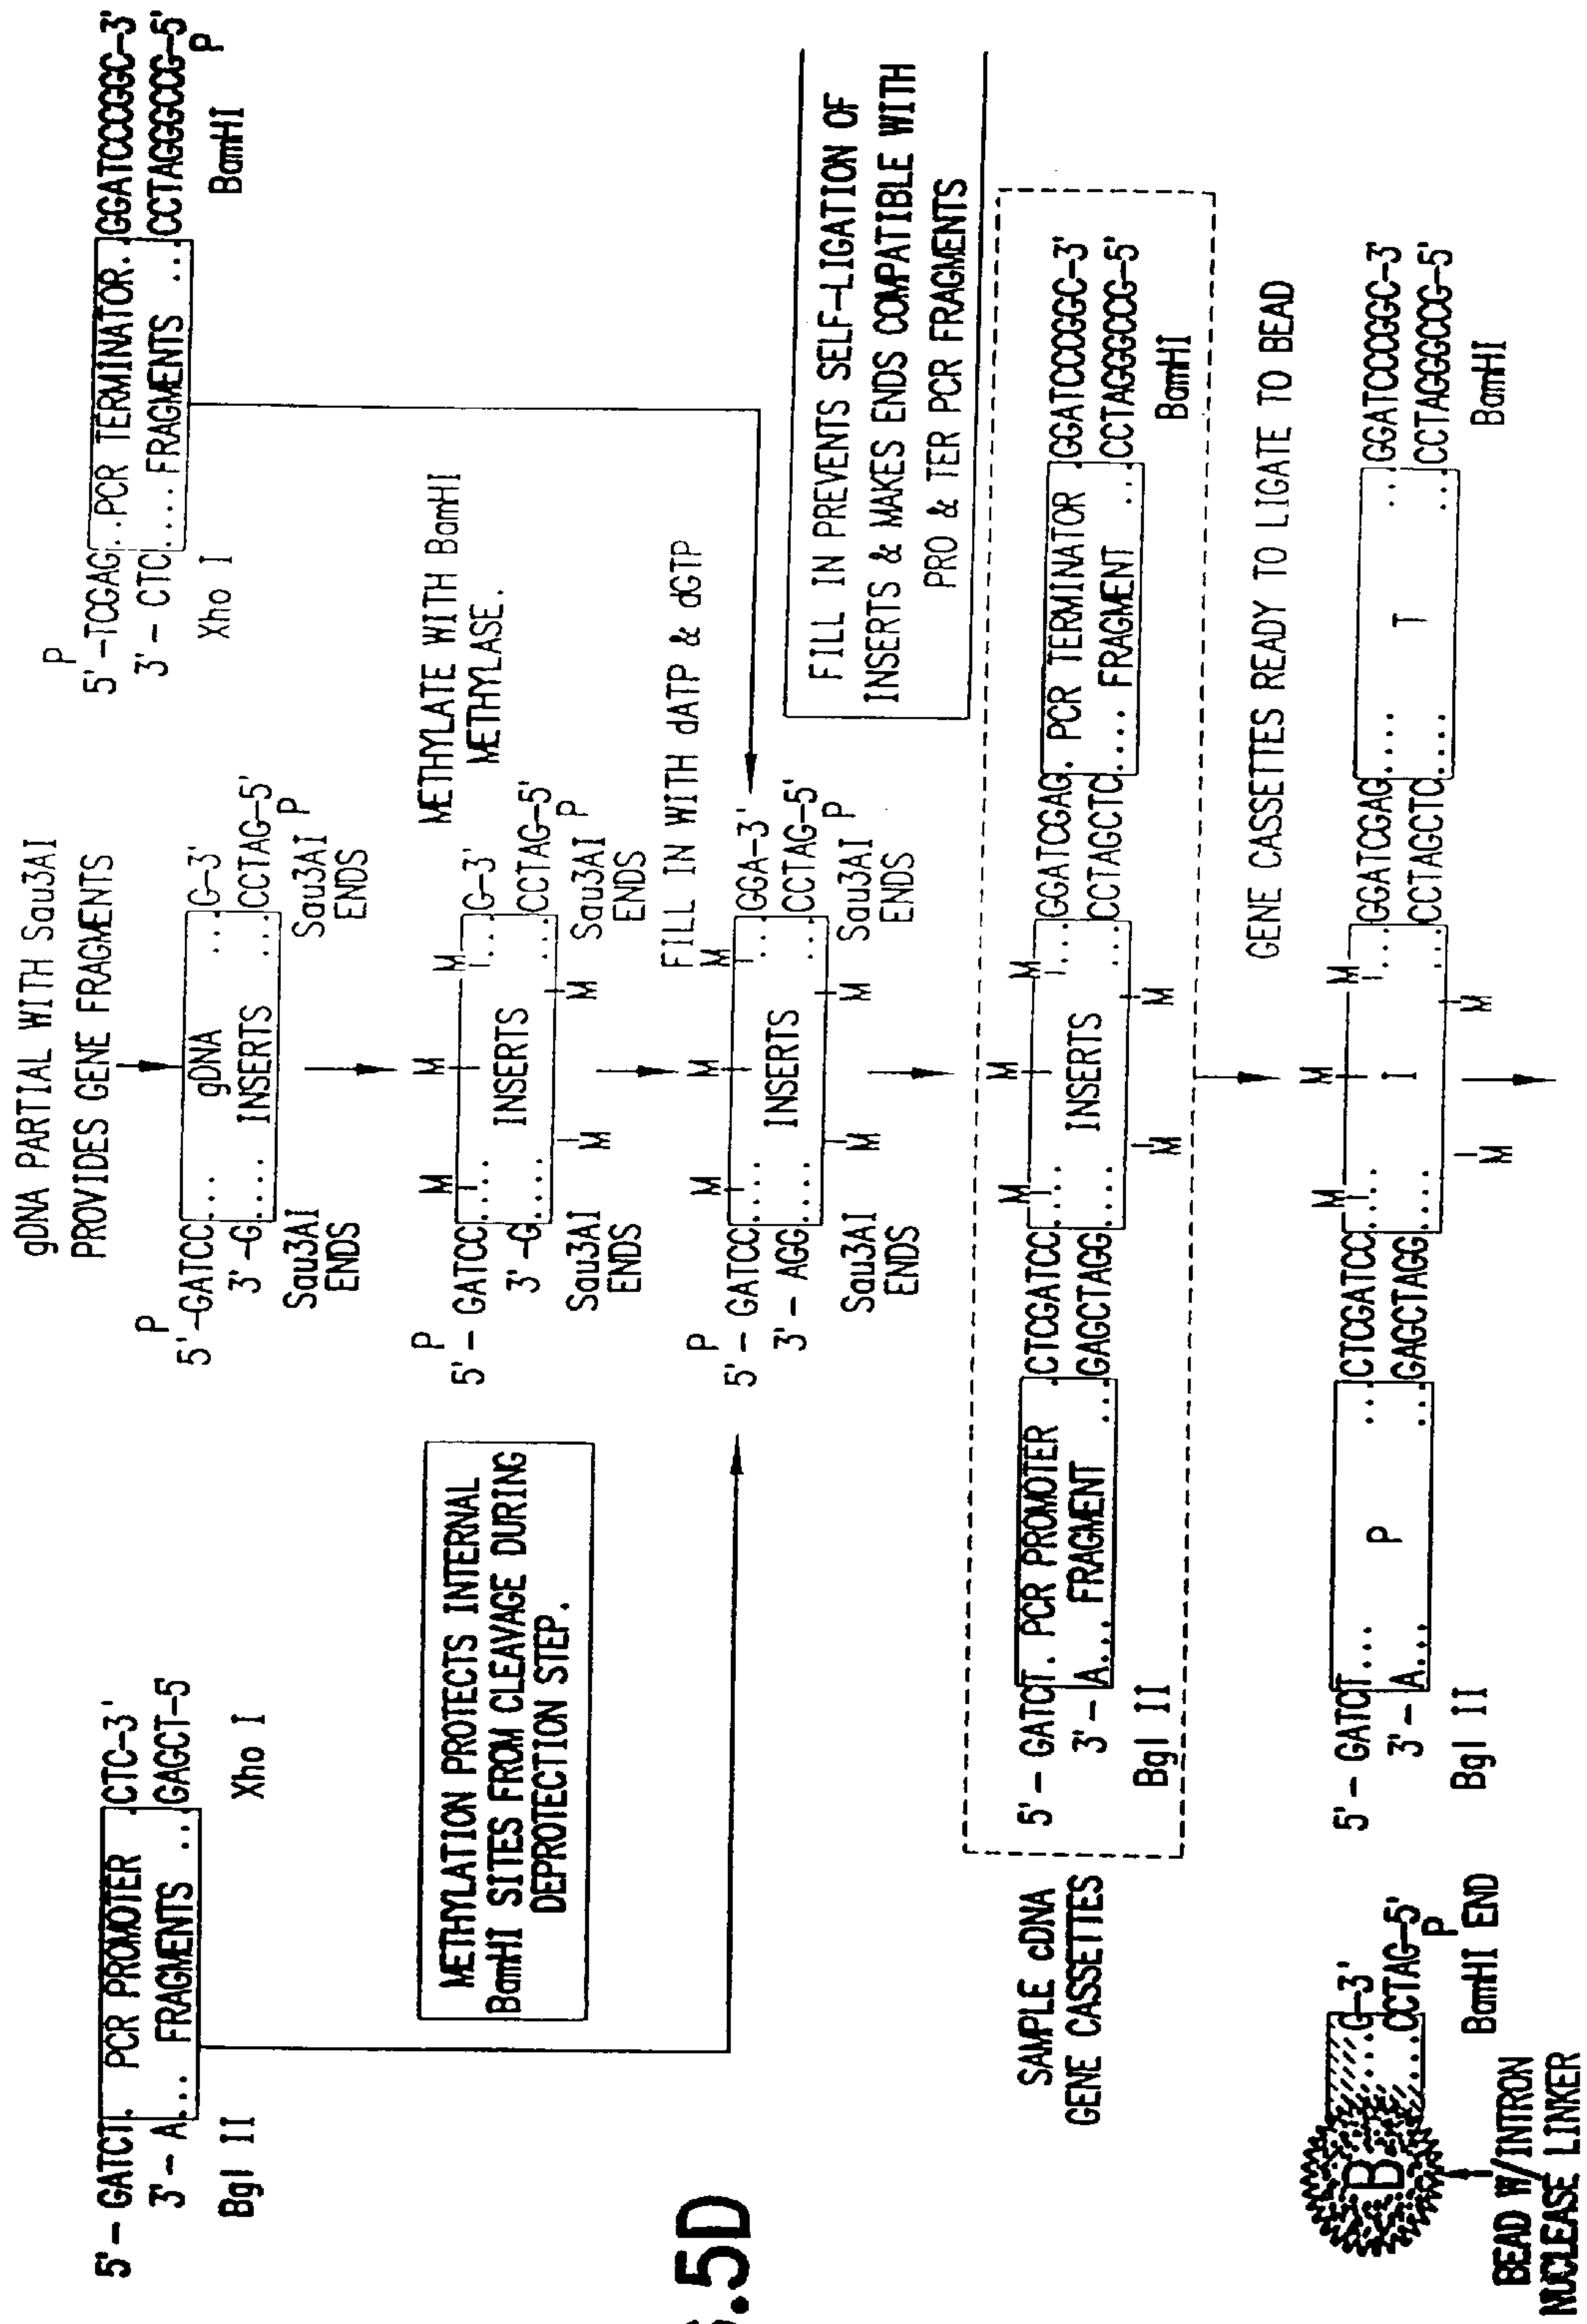 gDNA PARTIAL WITH Sau3AI
PROVIDES GENE FRAGMENTS
5'- GATCT. PCR PROMOTER .CTC-3'
3'- A... FRAGMENTS ...GAGCT-5
Bgl II
Xho I
P
5'-GATCC... gDNA ...G-3'
3'-G.... INSERTS ....CCTAG-5'
P
Sau3AI
ENDS
Sau3AI
ENDS
P
5'-TCGAG..PCR TERMINATOR. GGATCCGGC-3'
3'- CTC.... FRAGMENTS ...CCTAGGCCG-5'
P
Xho I
BamHI
METHYLATION PROTECTS INTERNAL
BamHI SITES FROM CLEAVAGE DURING
DEPROTECTION STEP.
METHYLATE WITH BamHI
METHYLASE.
M M M
P
5'- GATCC.... INSERTS ....G-3'
3'-G.... ...CCTAG-5'
P
M M
Sau3AI
ENDS
Sau3AI
ENDS
FILL IN WITH dATP & dGTP
M M M
P
5'- GATCC.... INSERTS ....GGA-3'
3'- AGG.... ...CCTAG-5'
P
M M
Sau3AI
ENDS
Sau3AI
ENDS
FILL IN PREVENTS SELF-LIGATION OF
INSERTS & MAKES ENDS COMPATIBLE WITH
PRO & TER PCR FRAGMENTS
.5D
SAMPLE cDNA
GENE CASSETTES
M M M
5'- GATCT. PCR PROMOTER .CTCGATCC.... INSERTS ....GGATCGAG. PCR TERMINATOR .GGATCCCGGC-3'
3'- A... FRAGMENT ...GAGCTAGG.... ...CCTAGCTC.... FRAGMENT ...CCTAGGGCCG-5'
M M
Bgl II
BamHI
GENE CASSETTES READY TO LIGATE TO BEAD
M M M
5'- GATCT... P ...CTCGATCC.... I ....GGATCGAG.... T ...GGATCCCGGC-3'
3'- A... ...GAGCTAGG.... ...CCTAGCTC.... ...CCTAGGGCCG-5'
M M
Bgl II
BamHI
B
....G-3'
....CCTAG-5'
P
BamHI END
BEAD W/INTRON
NUCLEASE LINKER